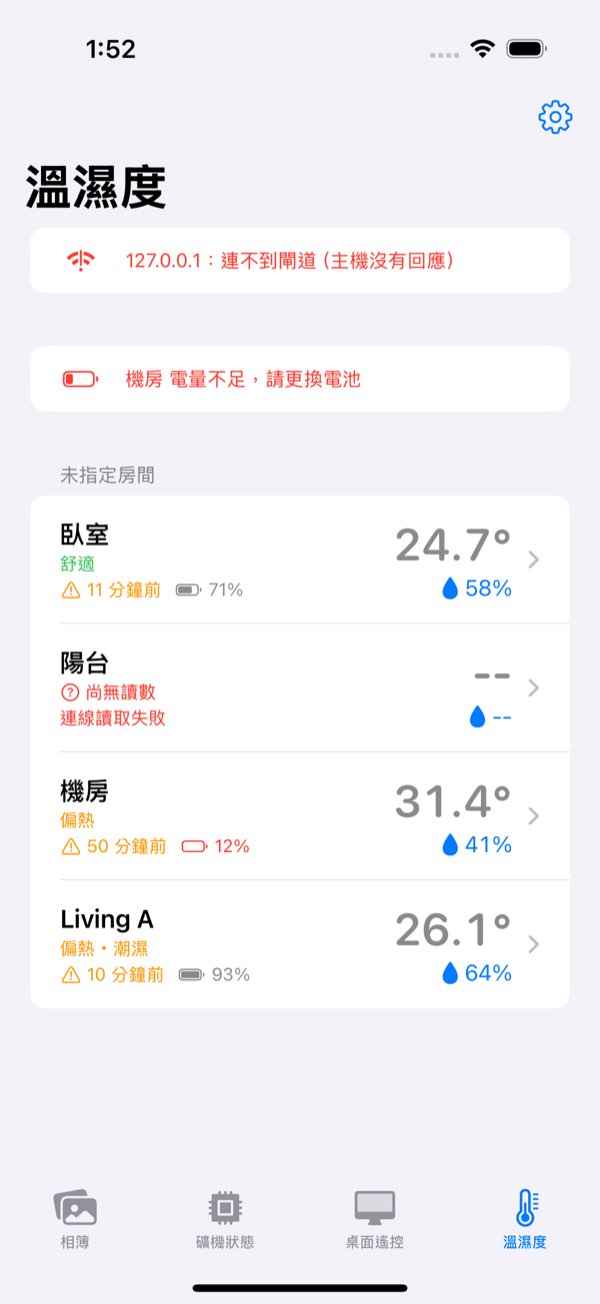 1:52
溫濕度
127.0.0.1：連不到閘道 (主機沒有回應)
機房 電量不足，請更換電池
未指定房間
臥室
24.7°
舒適
11 分鐘前 71%
58%
陽台
--
尚無讀數
連線讀取失敗
--
機房
31.4°
偏熱
50 分鐘前 12%
41%
Living A
26.1°
偏熱・潮濕
10 分鐘前 93%
64%
相簿
礦機狀態
桌面遙控
溫濕度